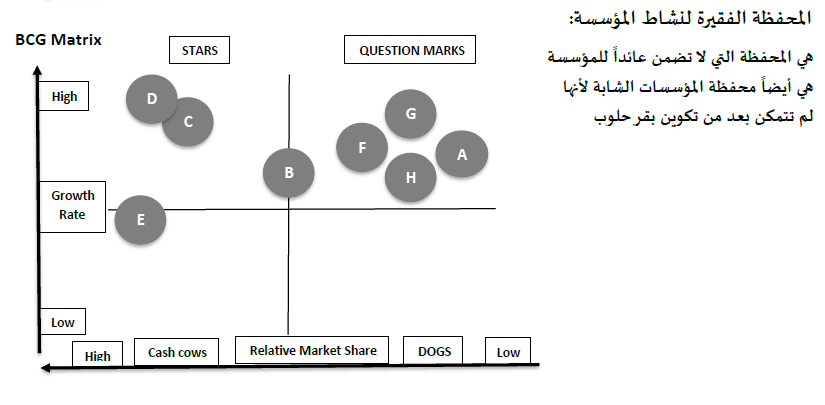 المحفظة الفقيرة لنشاط المؤسسة:
هي المحفظة التي لا تضمن عائداً للمؤسسة
هي أيضاً محفظة المؤسسات الشابة لأنها
لم تتمكن بعد من تكوين بقر حلوب
BCG Matrix
STARS
QUESTION MARKS
High
D
C
G
F
A
B
H
Growth
Rate
E
Low
High
Cash cows
Relative Market Share
DOGS
Low